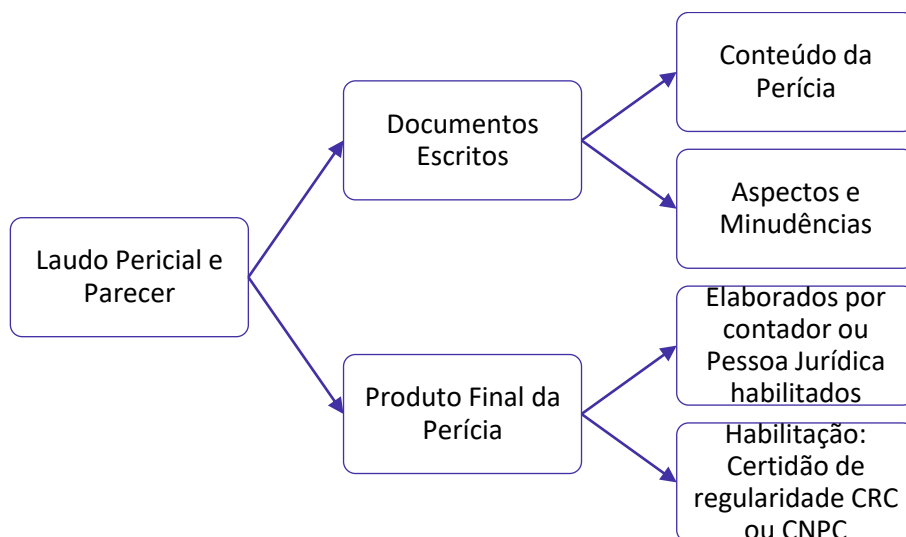 Laudo Pericial e
Parecer
Documentos
Escritos
Conteúdo da
Perícia
Aspectos e
Minudências
Produto Final da
Perícia
Elaborados por
contador ou
Pessoa Jurídica
habilitados
Habilitação:
Certidão de
regularidade CRC
ou CNPC